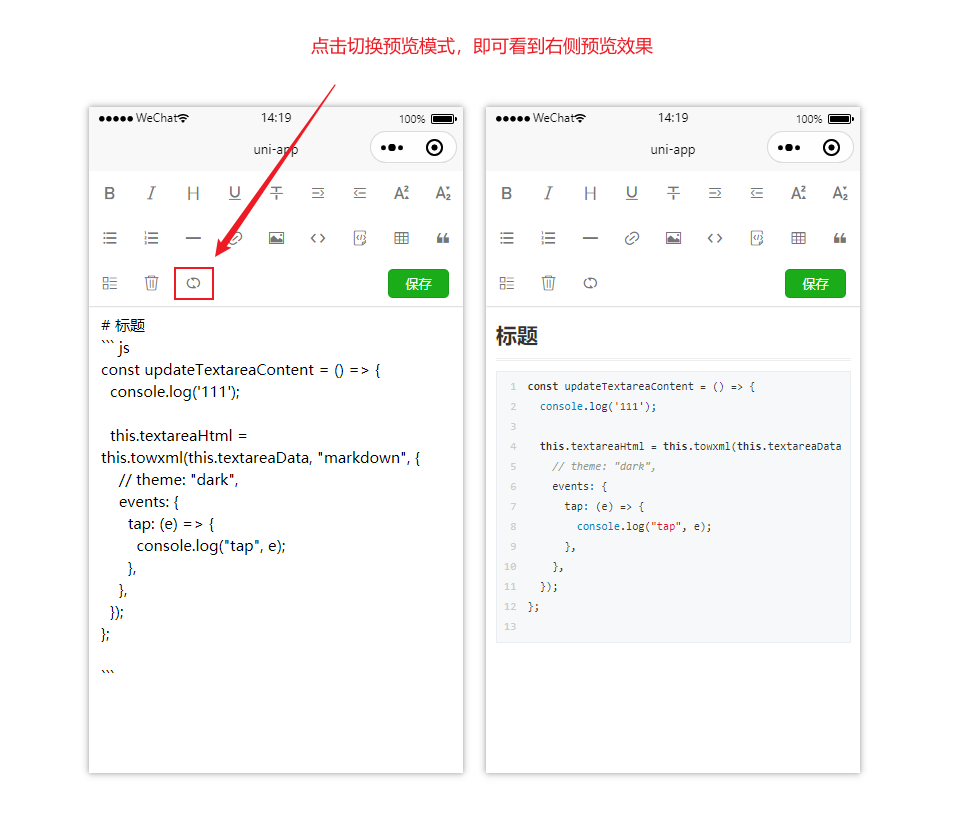 点击切换预览模式，即可看到右侧预览效果
WeChat 14:19 100%
uni-app
B I H U T A² A₂
保存
# 标题
``` js
const updateTextareaContent = () => {
  console.log('111');

  this.textareaHtml =
this.towxml(this.textareaData, "markdown", {
    // theme: "dark",
    events: {
      tap: (e) => {
        console.log("tap", e);
      },
    },
  });
};

```
WeChat 14:19 100%
uni-app
B I H U T A² A₂
保存
标题
1 const updateTextareaContent = () => {
2   console.log('111');
3
4   this.textareaHtml = this.towxml(this.textareaData
5     // theme: "dark",
6     events: {
7       tap: (e) => {
8         console.log("tap", e);
9       },
10     },
11   });
12 };
13